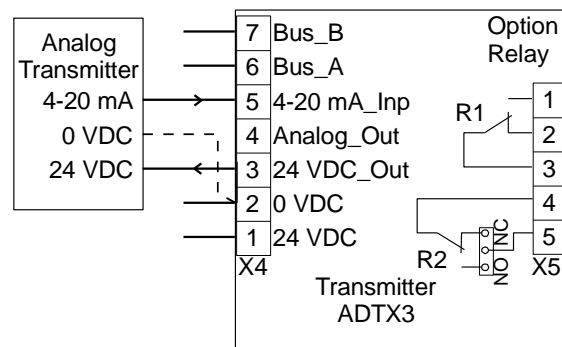 Analog
Transmitter
4-20 mA
0 VDC
24 VDC
7 Bus_B
6 Bus_A
5 4-20 mA_Inp
4 Analog_Out
3 24 VDC_Out
2 0 VDC
1 24 VDC
X4
Option
Relay
R1
1
2
3
4
5
X5
R2
NC
NO
Transmitter
ADTX3